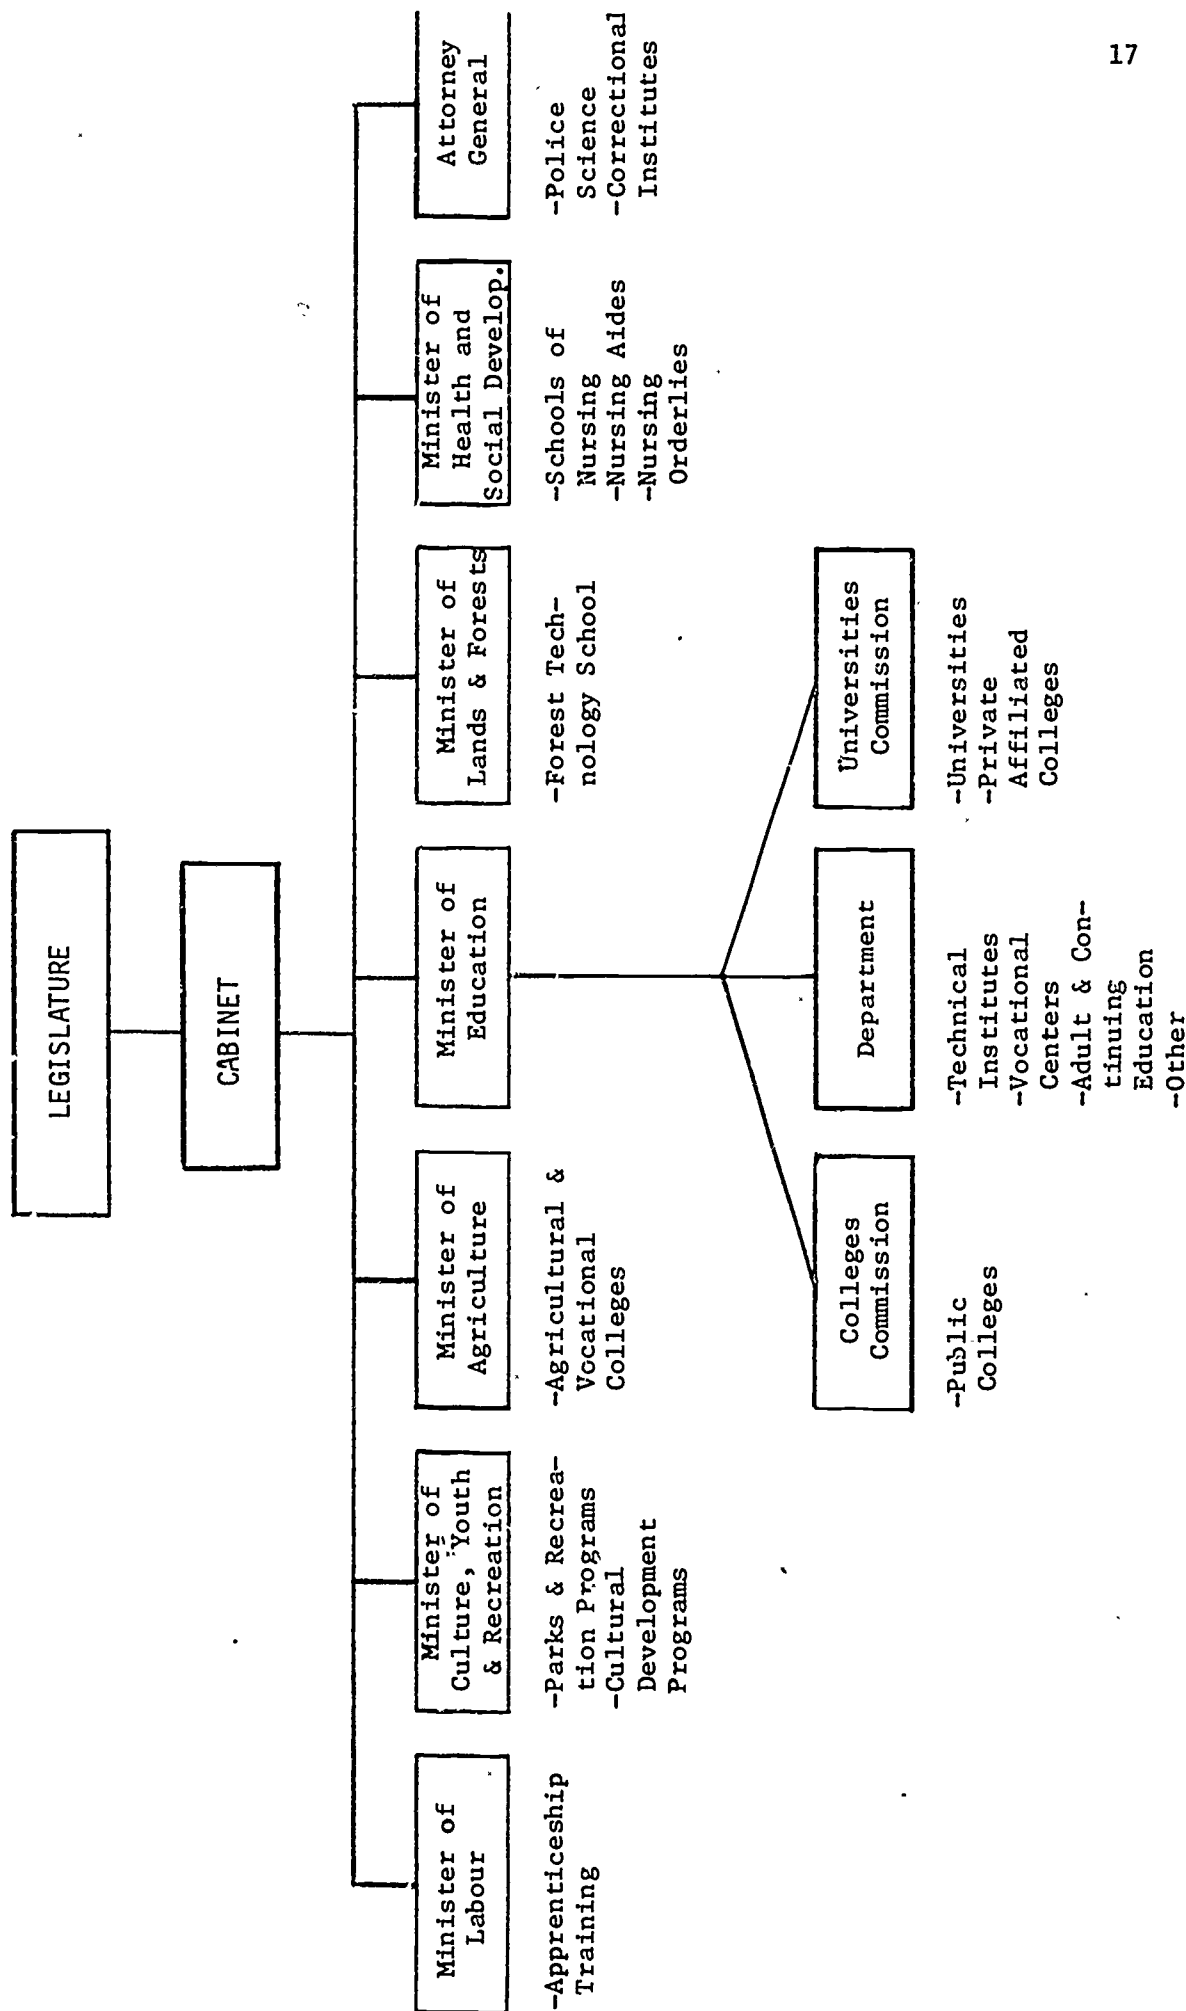 17
LEGISLATURE
CABINET
Minister of
Labour
-Apprenticeship
Training
Minister of
Culture, Youth
& Recreation
-Parks & Recrea-
tion Programs
-Cultural
Development
Programs
Minister of
Agriculture
-Agricultural &
Vocational
Colleges
Minister of
Education
Minister of
Lands & Forests
-Forest Tech-
nology School
Minister of
Health and
Social Develop.
-Schools of
Nursing
-Nursing Aides
-Nursing
Orderlies
Attorney
General
-Police
Science
-Correctional
Institutes
Colleges
Commission
-Public
Colleges
Department
-Technical
Institutes
-Vocational
Centers
-Adult & Con-
tinuing
Education
-Other
Universities
Commission
-Universities
-Private
Affiliated
Colleges